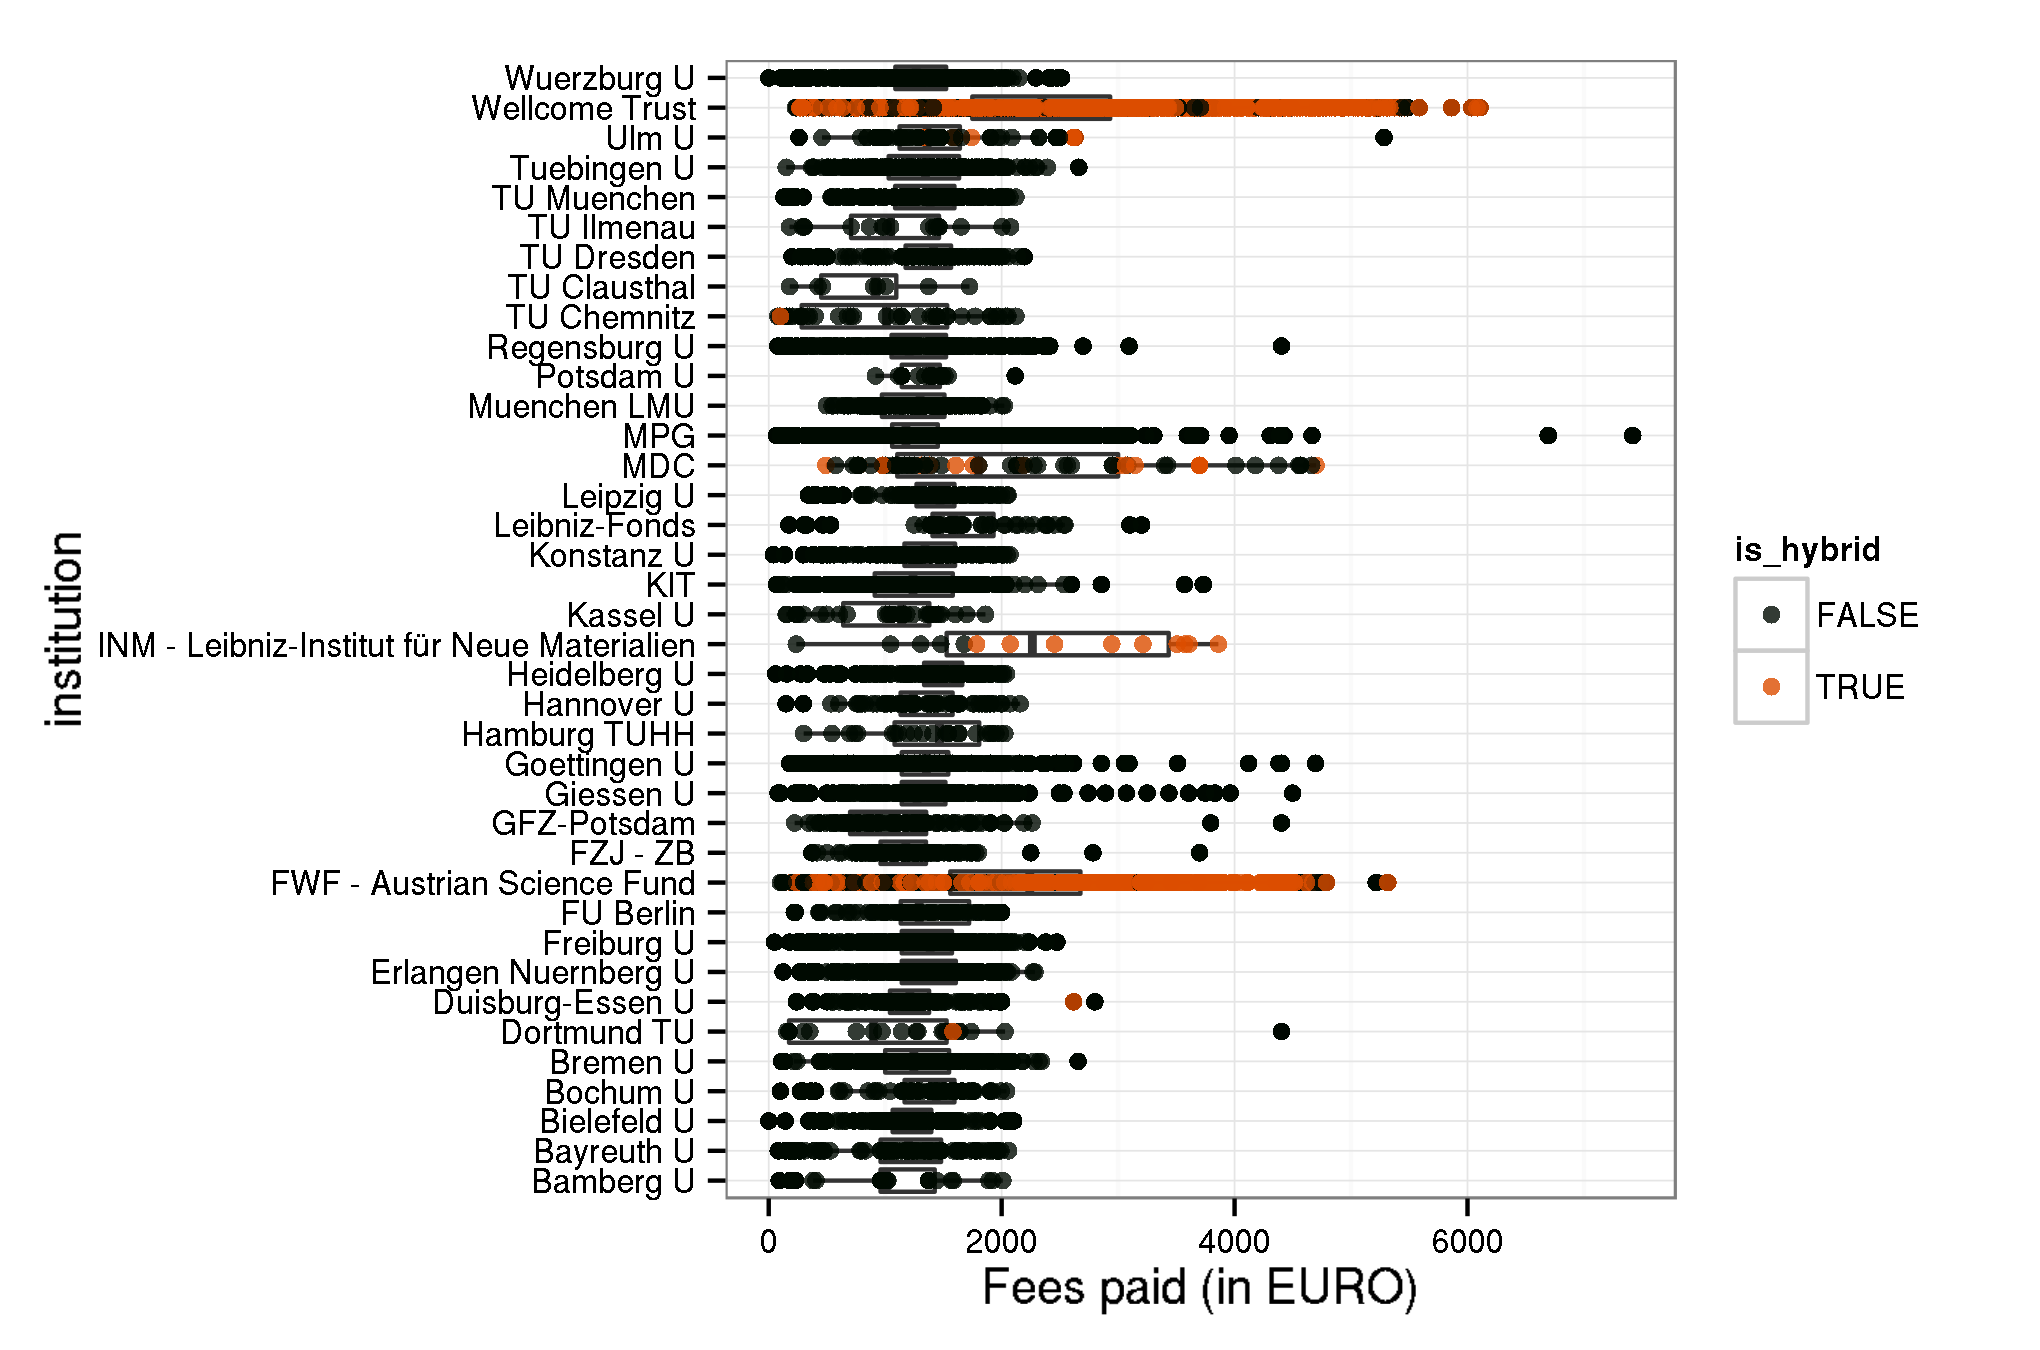 Wuerzburg U
Wellcome Trust
Ulm U
Tuebingen U
TU Muenchen
TU Ilmenau
TU Dresden
TU Clausthal
TU Chemnitz
Regensburg U
Potsdam U
Muenchen LMU
MPG
MDC
Leipzig U
Leibniz-Fonds
Konstanz U
KIT
Kassel U
INM - Leibniz-Institut für Neue Materialien
Heidelberg U
Hannover U
Hamburg TUHH
Goettingen U
Giessen U
GFZ-Potsdam
FZJ - ZB
FWF - Austrian Science Fund
FU Berlin
Freiburg U
Erlangen Nuernberg U
Duisburg-Essen U
Dortmund TU
Bremen U
Bochum U
Bielefeld U
Bayreuth U
Bamberg U
institution
0 2000 4000 6000
Fees paid (in EURO)
is_hybrid
FALSE
TRUE